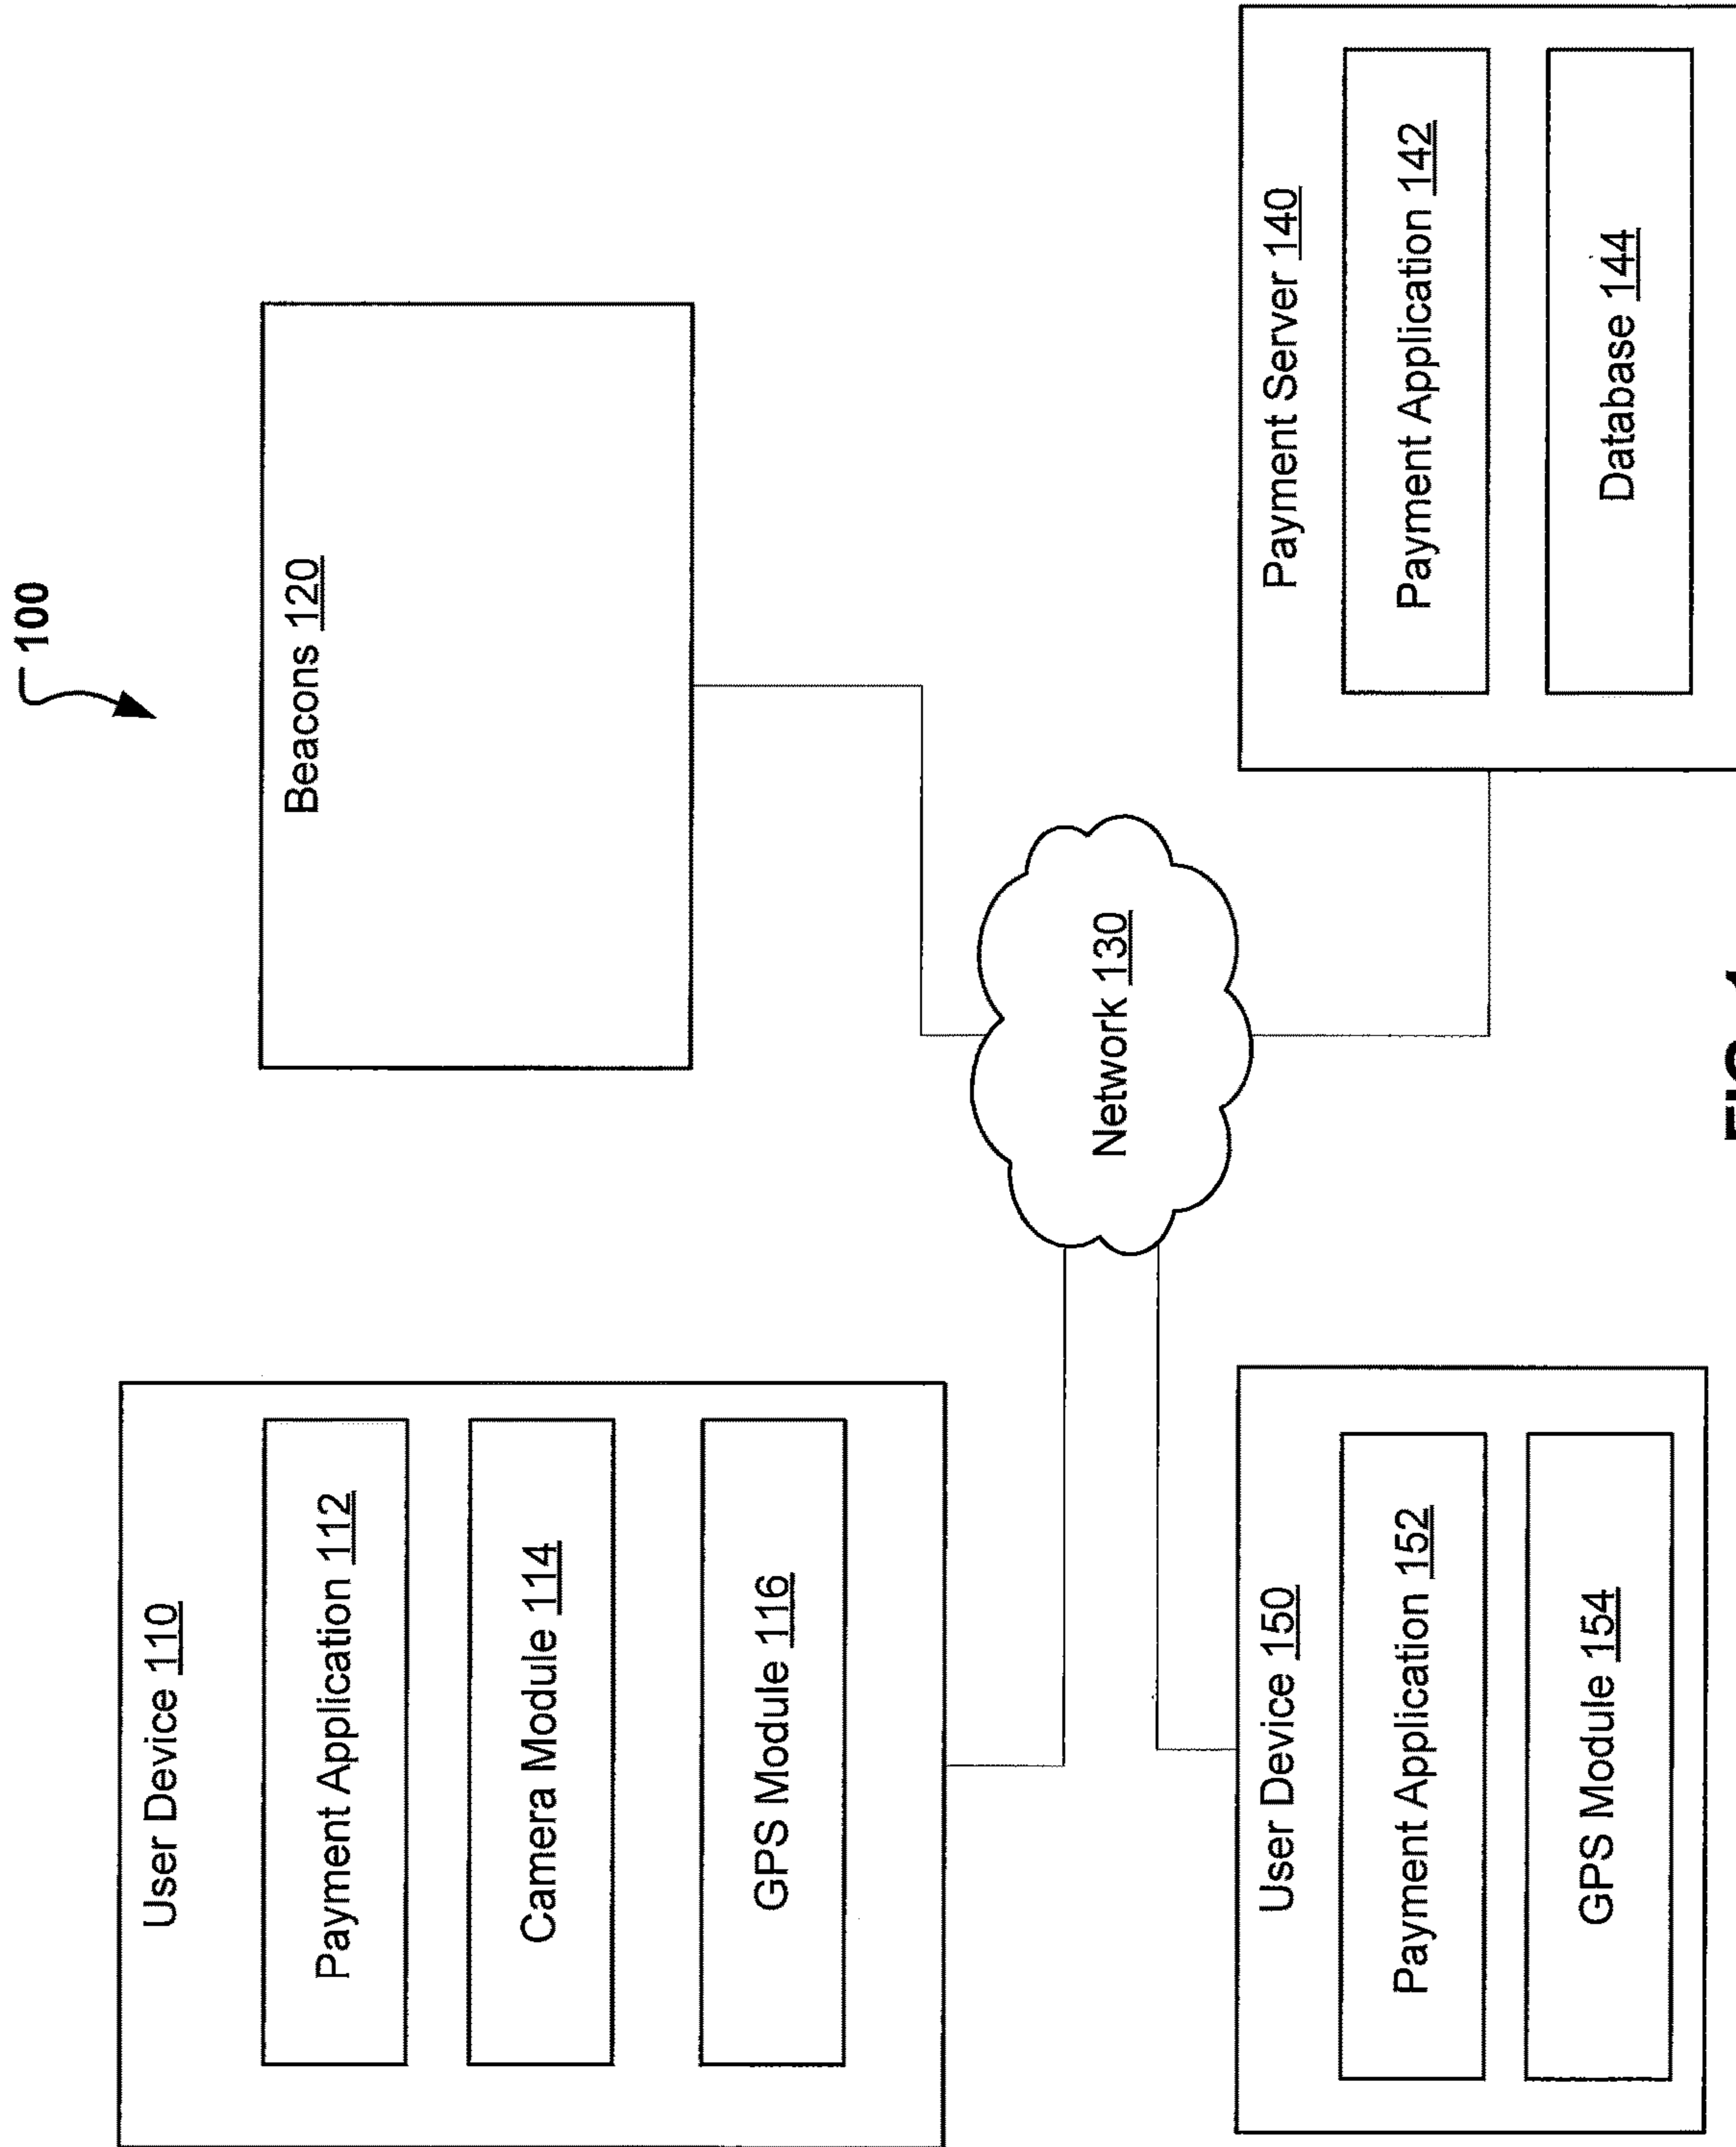 100
User Device 110
Payment Application 112
Camera Module 114
GPS Module 116
Beacons 120
Network 130
User Device 150
Payment Application 152
GPS Module 154
Payment Server 140
Payment Application 142
Database 144